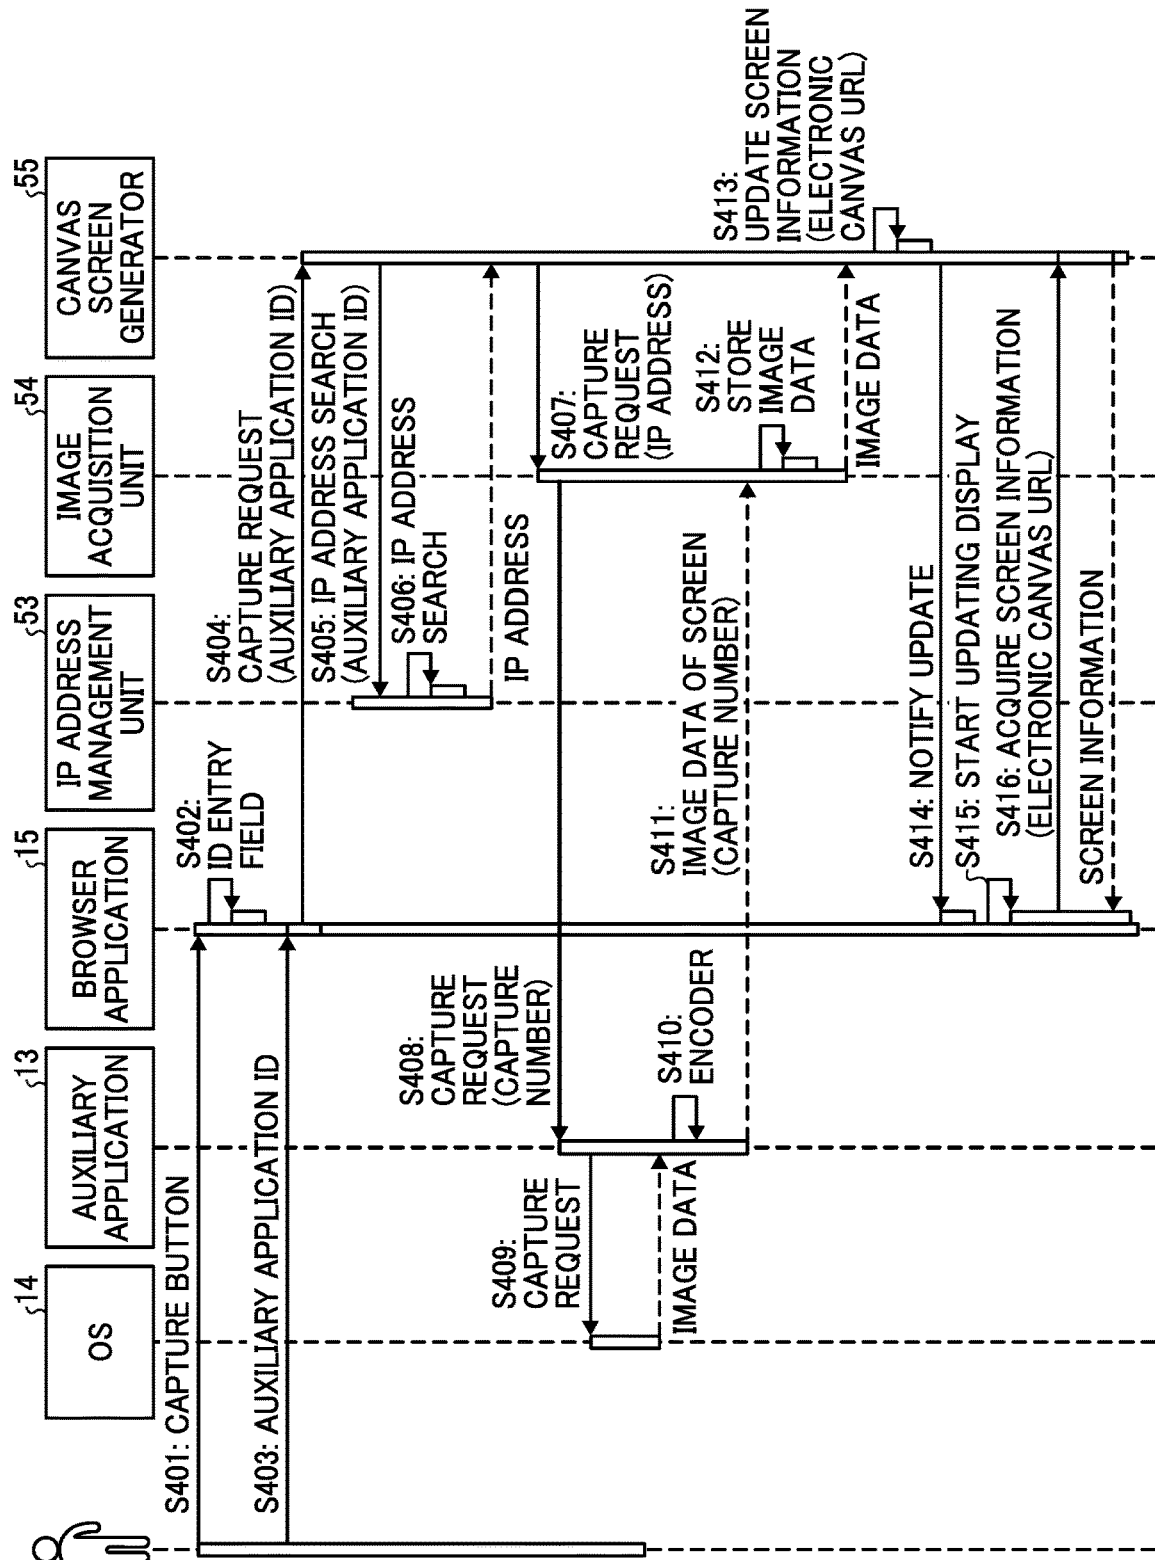 14
OS
13
AUXILIARY
APPLICATION
15
BROWSER
APPLICATION
53
IP ADDRESS
MANAGEMENT
UNIT
54
IMAGE
ACQUISITION
UNIT
55
CANVAS
SCREEN
GENERATOR
S401: CAPTURE BUTTON
S402:
ID ENTRY
FIELD
S403: AUXILIARY APPLICATION ID
S404:
CAPTURE REQUEST
(AUXILIARY APPLICATION ID)
S405: IP ADDRESS SEARCH
(AUXILIARY APPLICATION ID)
S406: IP ADDRESS
SEARCH
IP ADDRESS
S407:
CAPTURE
REQUEST
(IP ADDRESS)
S408:
CAPTURE
REQUEST
(CAPTURE
NUMBER)
S409:
CAPTURE
REQUEST
IMAGE DATA
S410:
ENCODER
S411:
IMAGE DATA OF SCREEN
(CAPTURE NUMBER)
S412:
STORE
IMAGE
DATA
IMAGE DATA
S413:
UPDATE SCREEN
INFORMATION
(ELECTRONIC
CANVAS URL)
S414: NOTIFY UPDATE
S415: START UPDATING DISPLAY
S416: ACQUIRE SCREEN INFORMATION
(ELECTRONIC CANVAS URL)
SCREEN INFORMATION